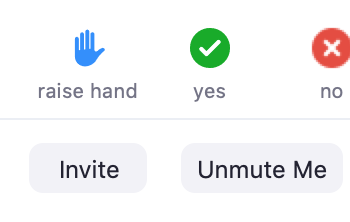 raise hand yes no
Invite Unmute Me